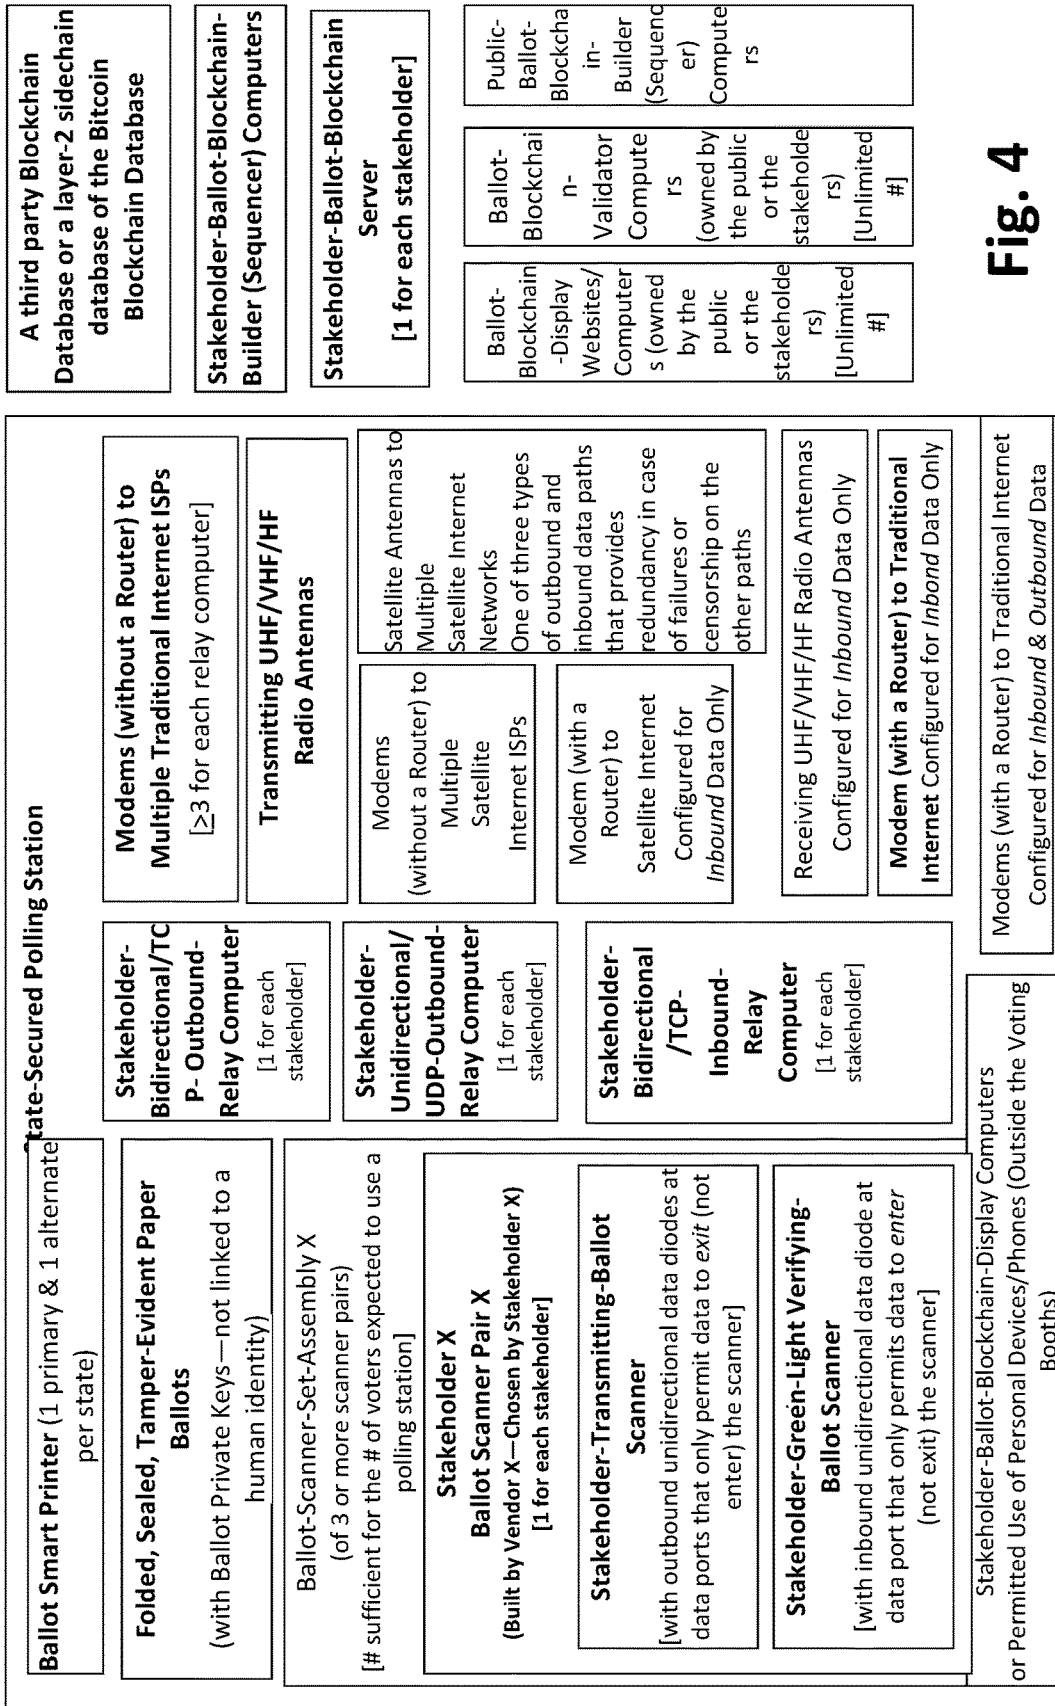 State-Secured Polling Station
Ballot Smart Printer (1 primary & 1 alternate
per state)
Folded, Sealed, Tamper-Evident Paper
Ballots
(with Ballot Private Keys—not linked to a
human identity)
Ballot-Scanner-Set-Assembly X
(of 3 or more scanner pairs)
[# sufficient for the # of voters expected to use a
polling station]
Stakeholder X
Ballot Scanner Pair X
(Built by Vendor X—Chosen by Stakeholder X)
[1 for each stakeholder]
Stakeholder-Transmitting-Ballot
Scanner
[with outbound unidirectional data diodes at
data ports that only permit data to exit (not
enter) the scanner]
Stakeholder-Green-Light Verifying-
Ballot Scanner
[with inbound unidirectional data diode at
data port that only permits data to enter
(not exit) the scanner]
Stakeholder-Ballot-Blockchain-Display Computers
or Permitted Use of Personal Devices/Phones (Outside the Voting
Booths)
Stakeholder-
Bidirectional/TC
P- Outbound-
Relay Computer
[1 for each
stakeholder]
Stakeholder-
Unidirectional/
UDP-Outbound-
Relay Computer
[1 for each
stakeholder]
Stakeholder-
Bidirectional
/TCP-
Inbound-
Relay
Computer
[1 for each
stakeholder]
Modems (without a Router) to
Multiple Traditional Internet ISPs
[≥3 for each relay computer]
Transmitting UHF/VHF/HF
Radio Antennas
Modems
(without a Router) to
Multiple
Satellite
Internet ISPs
Satellite Antennas to
Multiple
Satellite Internet
Networks
One of three types
of outbound and
inbound data paths
that provides
redundancy in case
of failures or
censorship on the
other paths
Modem (with a
Router) to
Satellite Internet
Configured for
Inbound Data Only
Receiving UHF/VHF/HF Radio Antennas
Configured for Inbound Data Only
Modem (with a Router) to Traditional
Internet Configured for Inbond Data Only
Modems (with a Router) to Traditional Internet
Configured for Inbound & Outbound Data
A third party Blockchain
Database or a layer-2 sidechain
database of the Bitcoin
Blockchain Database
Stakeholder-Ballot-Blockchain-
Builder (Sequencer) Computers
Stakeholder-Ballot-Blockchain
Server
[1 for each stakeholder]
Ballot-
Blockchain
-Display
Websites/
Computer
s (owned
by the
public
or the
stakeholde
rs)
[Unlimited
#]
Ballot-
Blockchai
n-
Validator
Compute
rs
(owned by
the public
or the
stakeholde
rs)
[Unlimited
#]
Public-
Ballot-
Blockcha
in-
Builder
(Sequenc
er)
Compute
rs
Fig. 4